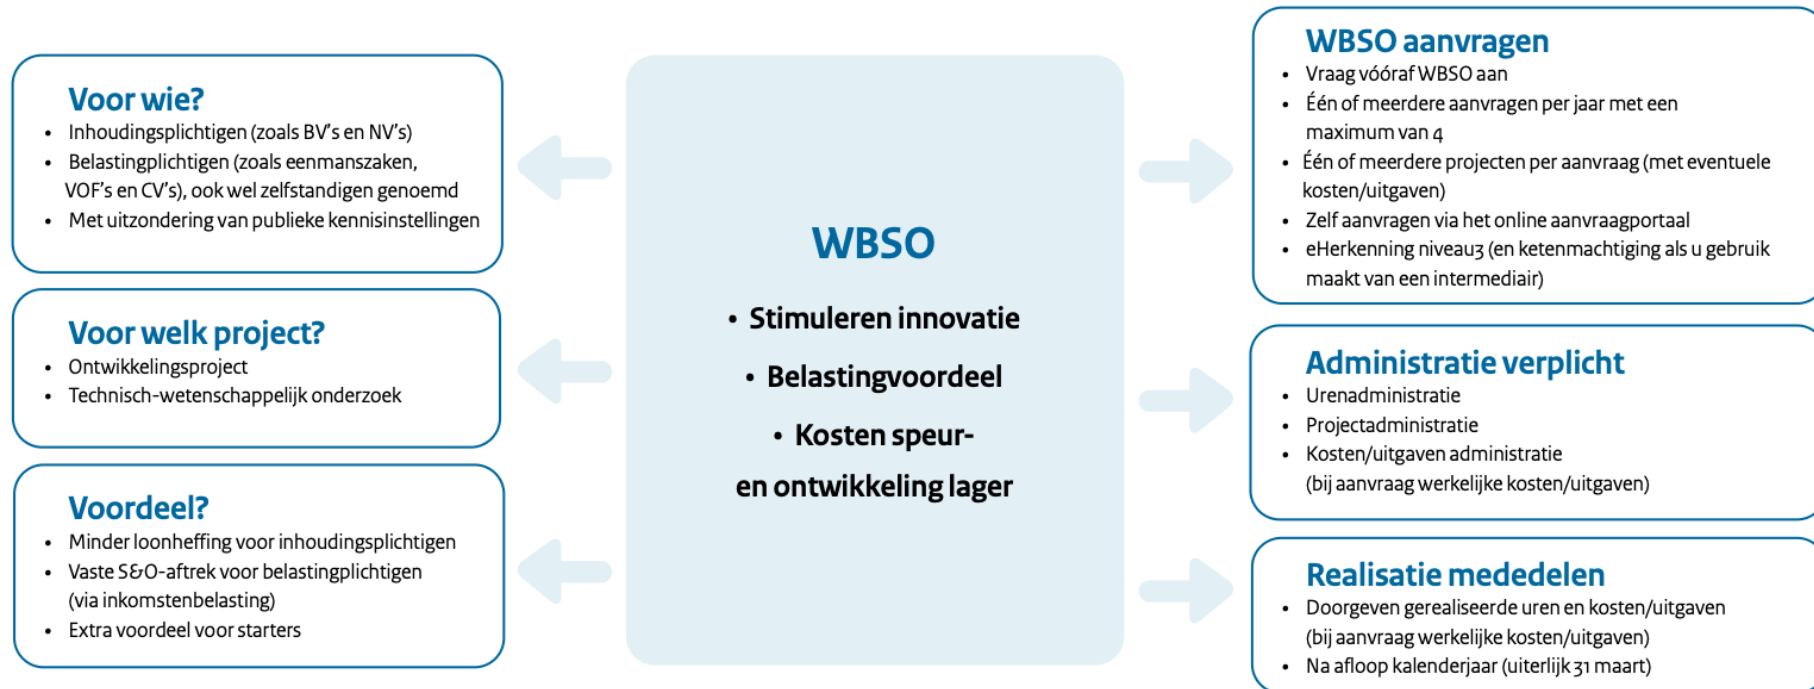 Voor wie?
• Inhoudingsplichtigen (zoals BV's en NV's)
• Belastingplichtigen (zoals eenmanszaken,
VOF's en CV's), ook wel zelfstandigen genoemd
• Met uitzondering van publieke kennisinstellingen
Voor welk project?
• Ontwikkelingsproject
• Technisch-wetenschappelijk onderzoek
Voordeel?
• Minder loonheffing voor inhoudingsplichtigen
• Vaste S&O-aftrek voor belastingplichtigen
(via inkomstenbelasting)
• Extra voordeel voor starters
WBSO
• Stimuleren innovatie
• Belastingvoordeel
• Kosten speur-
en ontwikkeling lager
WBSO aanvragen
• Vraag vóóraf WBSO aan
• Één of meerdere aanvragen per jaar met een
maximum van 4
• Één of meerdere projecten per aanvraag (met eventuele
kosten/uitgaven)
• Zelf aanvragen via het online aanvraagportaal
• eHerkenning niveau3 (en ketenmachtiging als u gebruik
maakt van een intermediair)
Administratie verplicht
• Urenadministratie
• Projectadministratie
• Kosten/uitgaven administratie
(bij aanvraag werkelijke kosten/uitgaven)
Realisatie mededelen
• Doorgeven gerealiseerde uren en kosten/uitgaven
(bij aanvraag werkelijke kosten/uitgaven)
• Na afloop kalenderjaar (uiterlijk 31 maart)